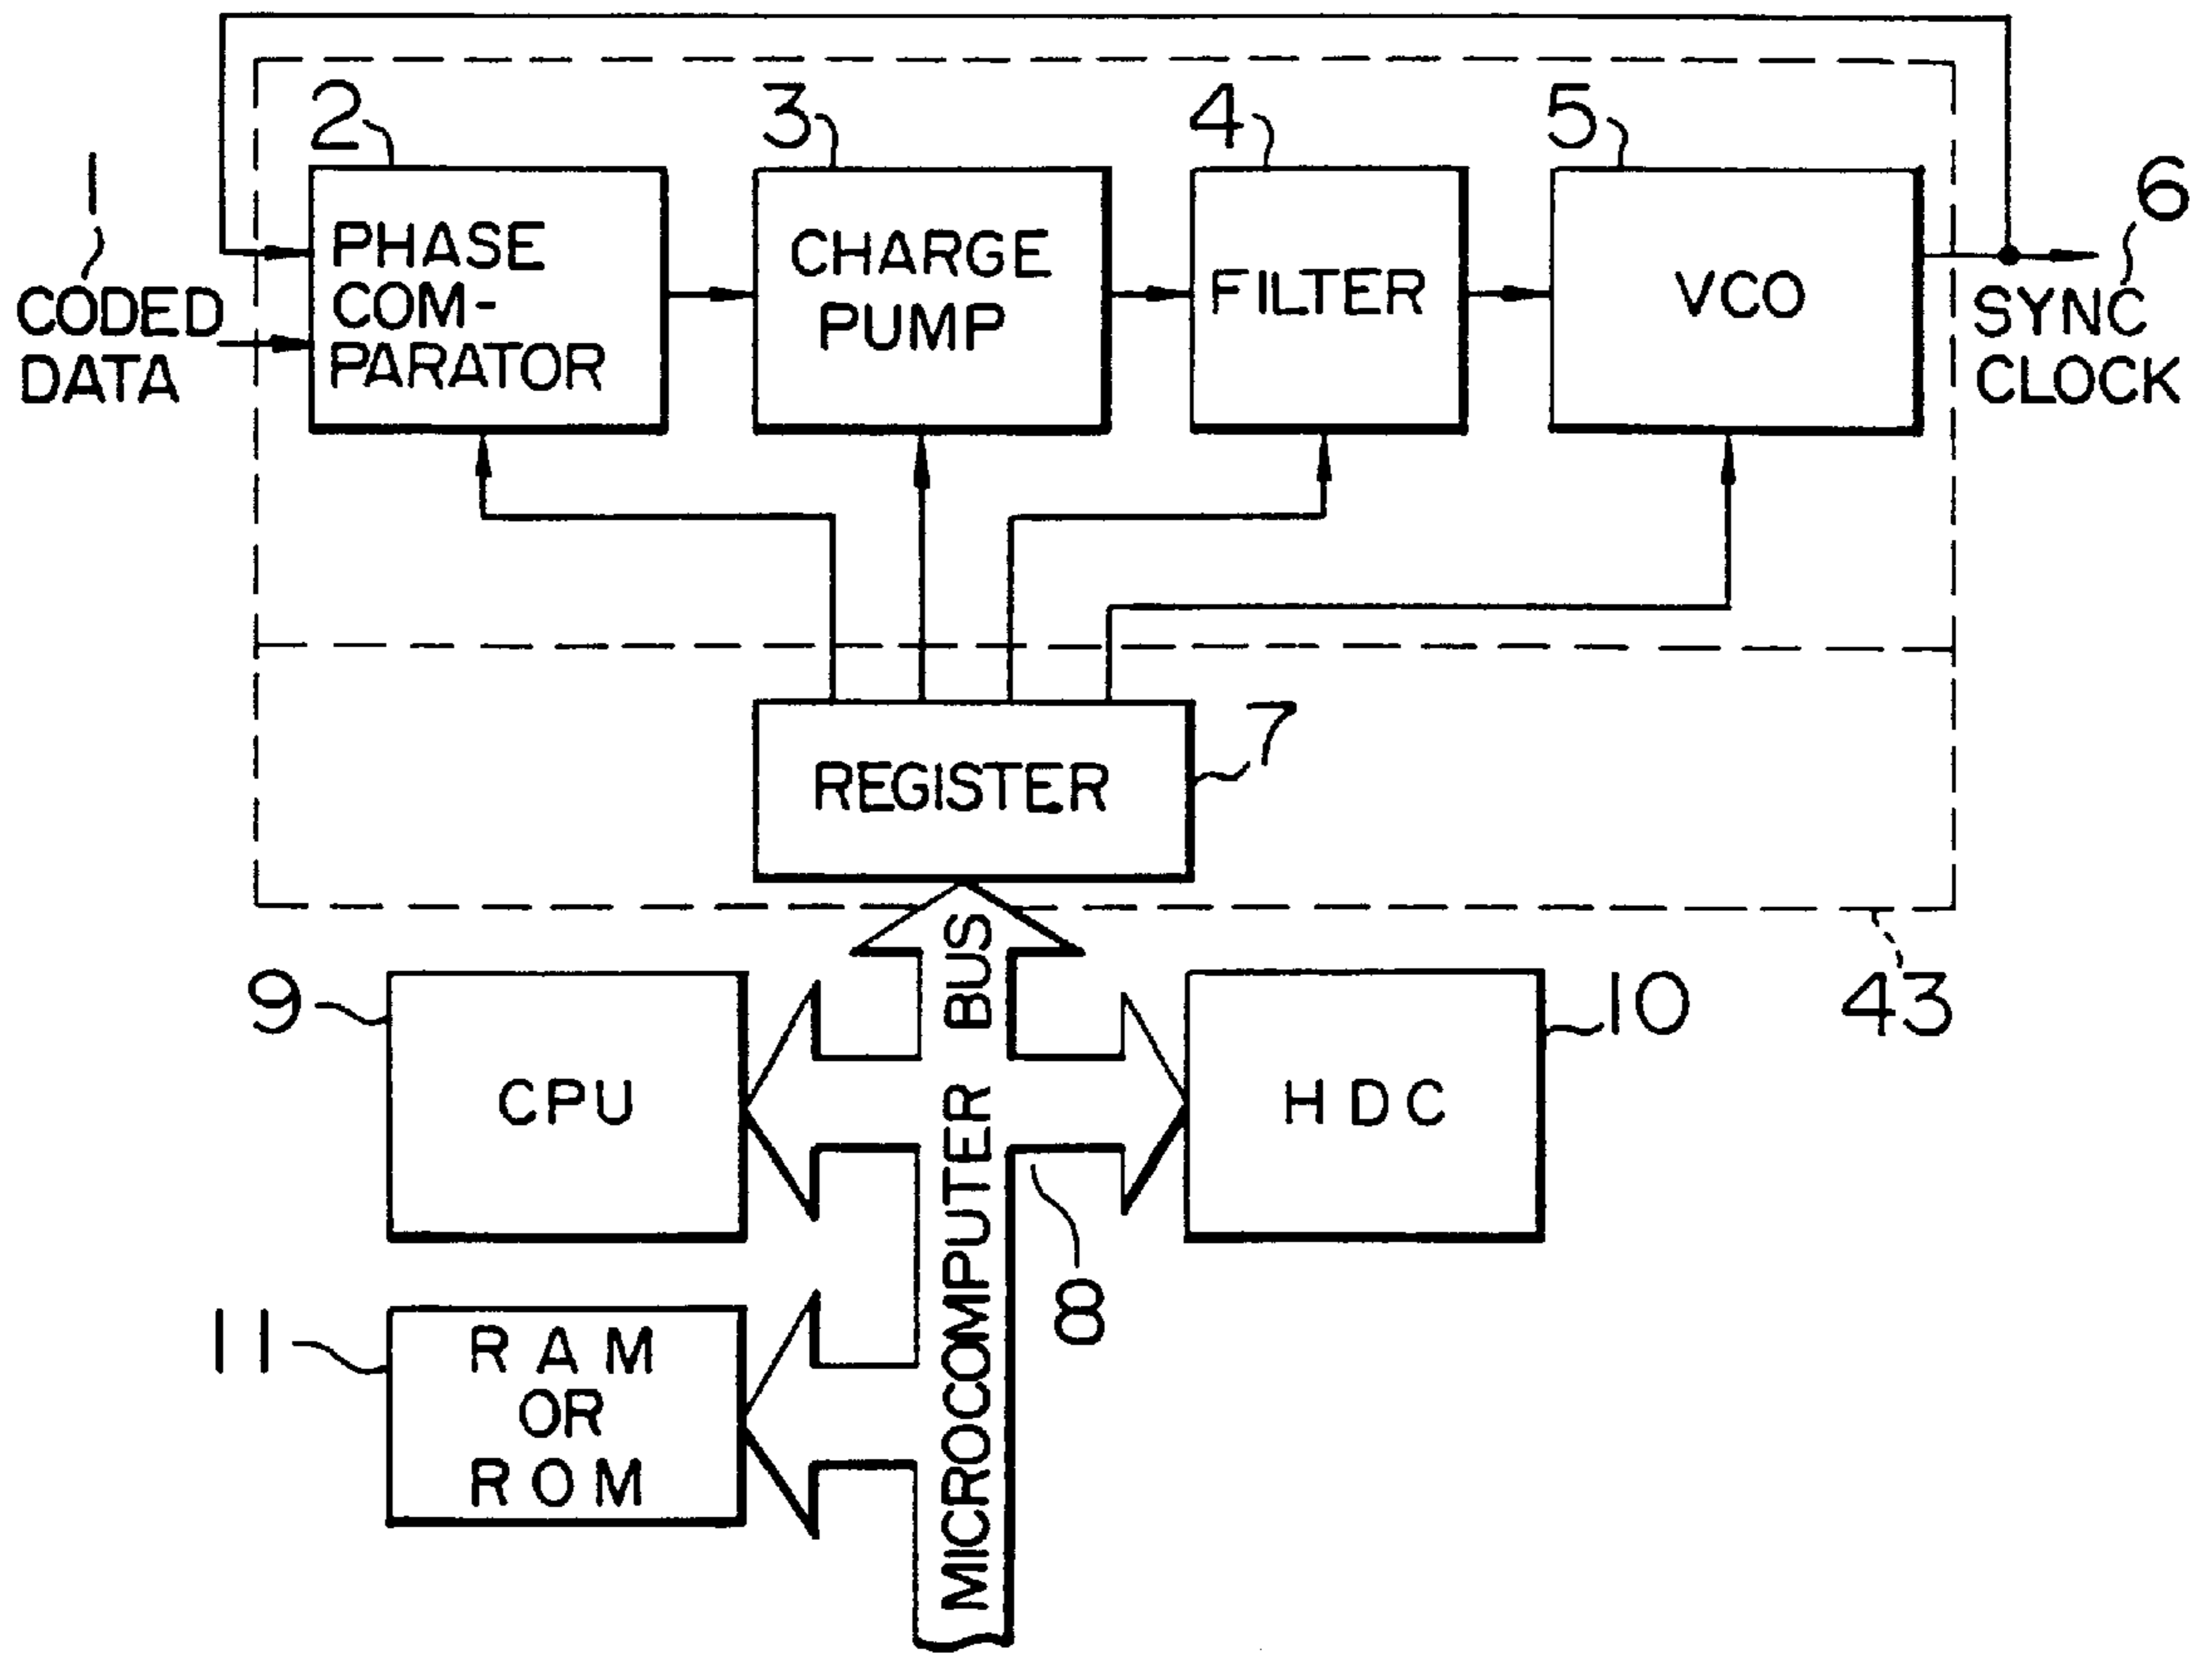 2
3
4
5
1
6
PHASE
COM-
PARATOR
CHARGE
PUMP
FILTER
VCO
CODED
DATA
SYNC
CLOCK
7
REGISTER
43
9
CPU
10
HDC
MICROCOMPUTER BUS
8
11
RAM
OR
ROM